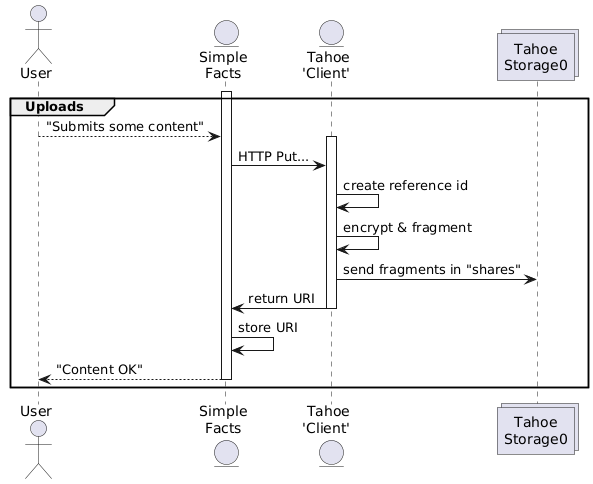 User
Simple
Facts
Tahoe
'Client'
Tahoe
Storage0
Uploads
"Submits some content"
HTTP Put...
create reference id
encrypt & fragment
send fragments in "shares"
return URI
store URI
"Content OK"
User
Simple
Facts
Tahoe
'Client'
Tahoe
Storage0